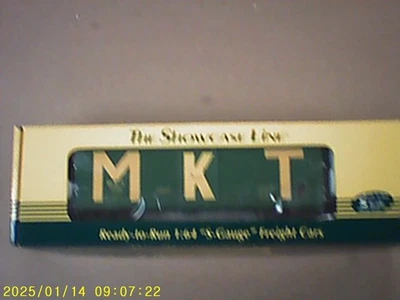 The Showcase Line
M K T
Ready-to-Run 1:64 "S-Gauge" Freight Cars
2025/01/14 09:07:22